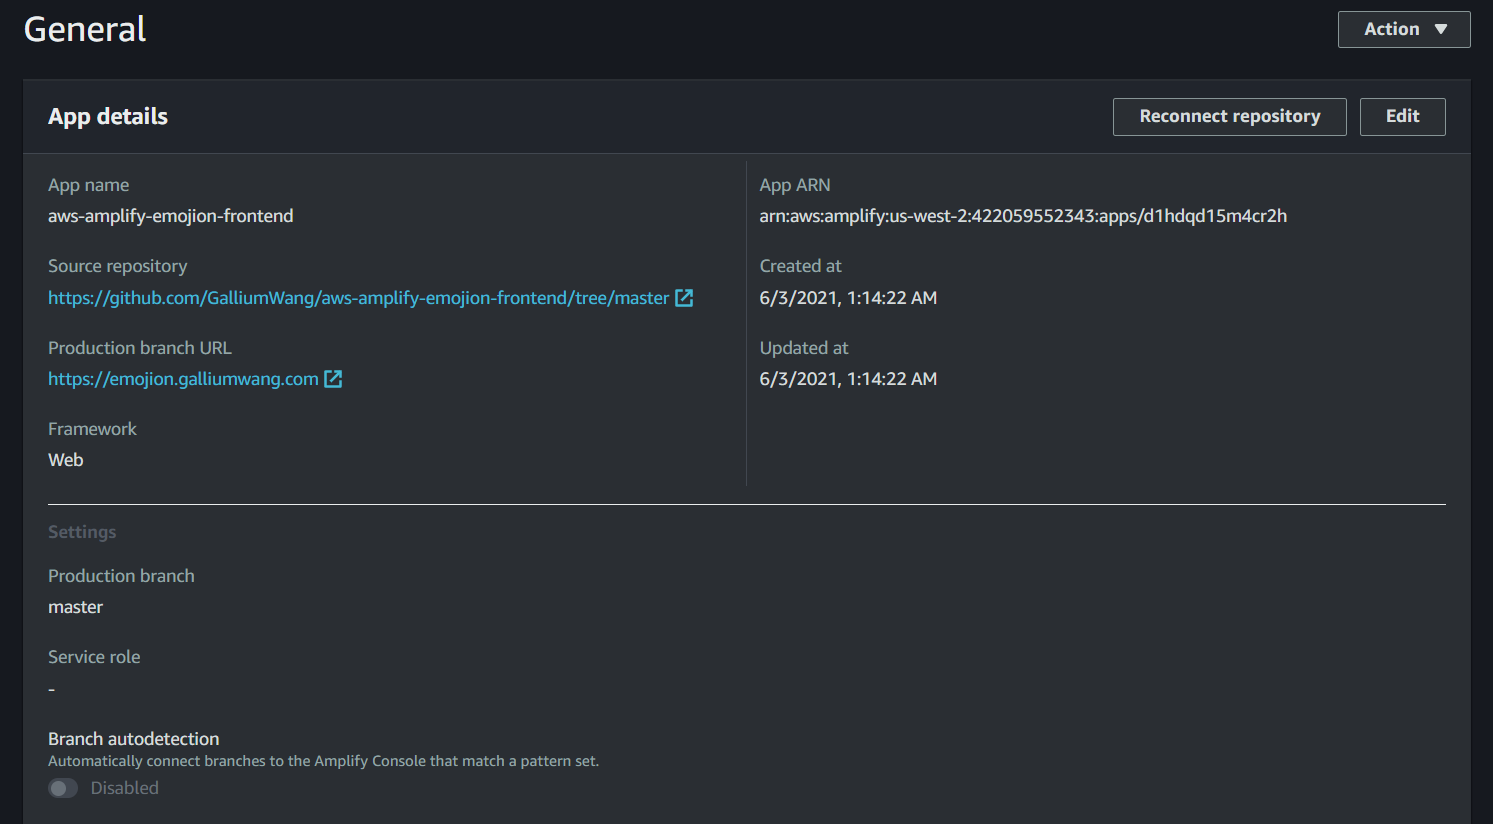 General
Action
App details
Reconnect repository
Edit
App name
aws-amplify-emojion-frontend
Source repository
https://github.com/GalliumWang/aws-amplify-emojion-frontend/tree/master
Production branch URL
https://emojion.galliumwang.com
Framework
Web
App ARN
arn:aws:amplify:us-west-2:422059552343:apps/d1hdqd15m4cr2h
Created at
6/3/2021, 1:14:22 AM
Updated at
6/3/2021, 1:14:22 AM
Settings
Production branch
master
Service role
-
Branch autodetection
Automatically connect branches to the Amplify Console that match a pattern set.
Disabled